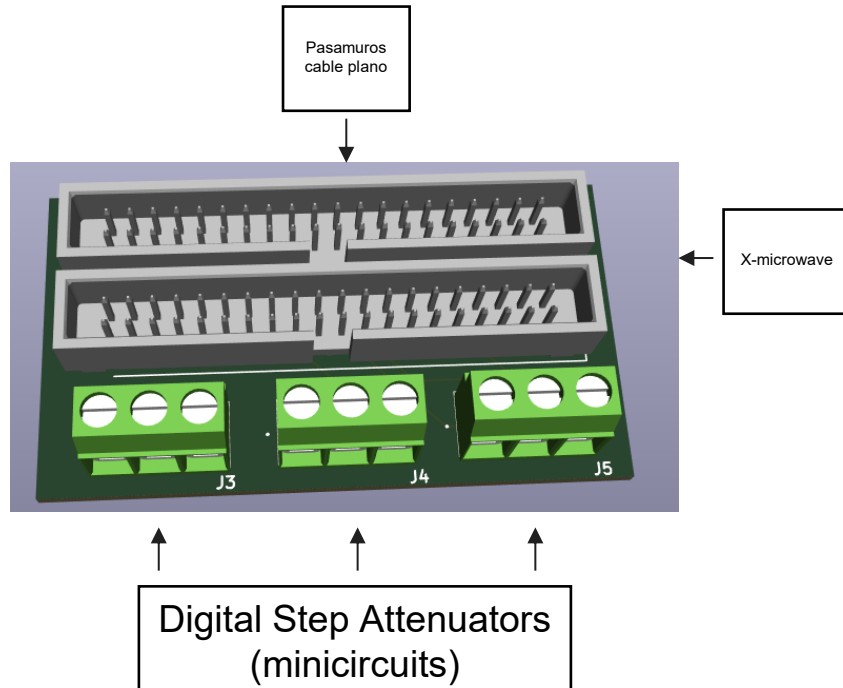 Pasamuros
cable plano
X-microwave
J3
J4
J5
Digital Step Attenuators
(minicircuits)